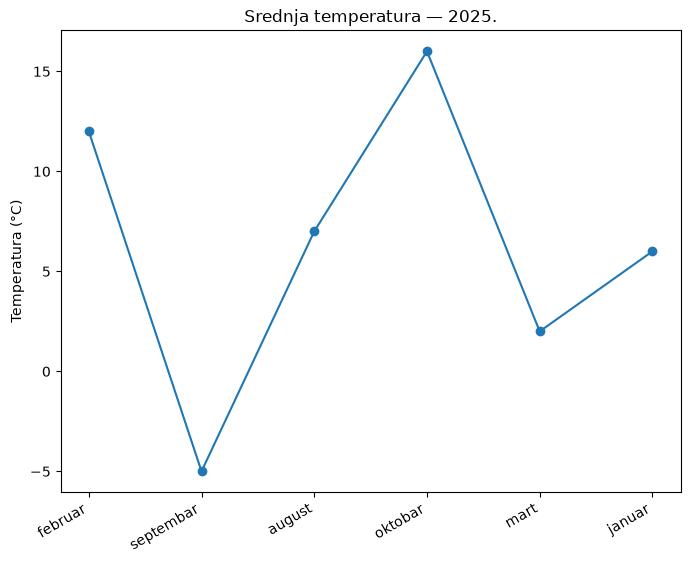 Srednja temperatura — 2025.
Temperatura (°C)
15
10
5
0
−5
februar
septembar
august
oktobar
mart
januar